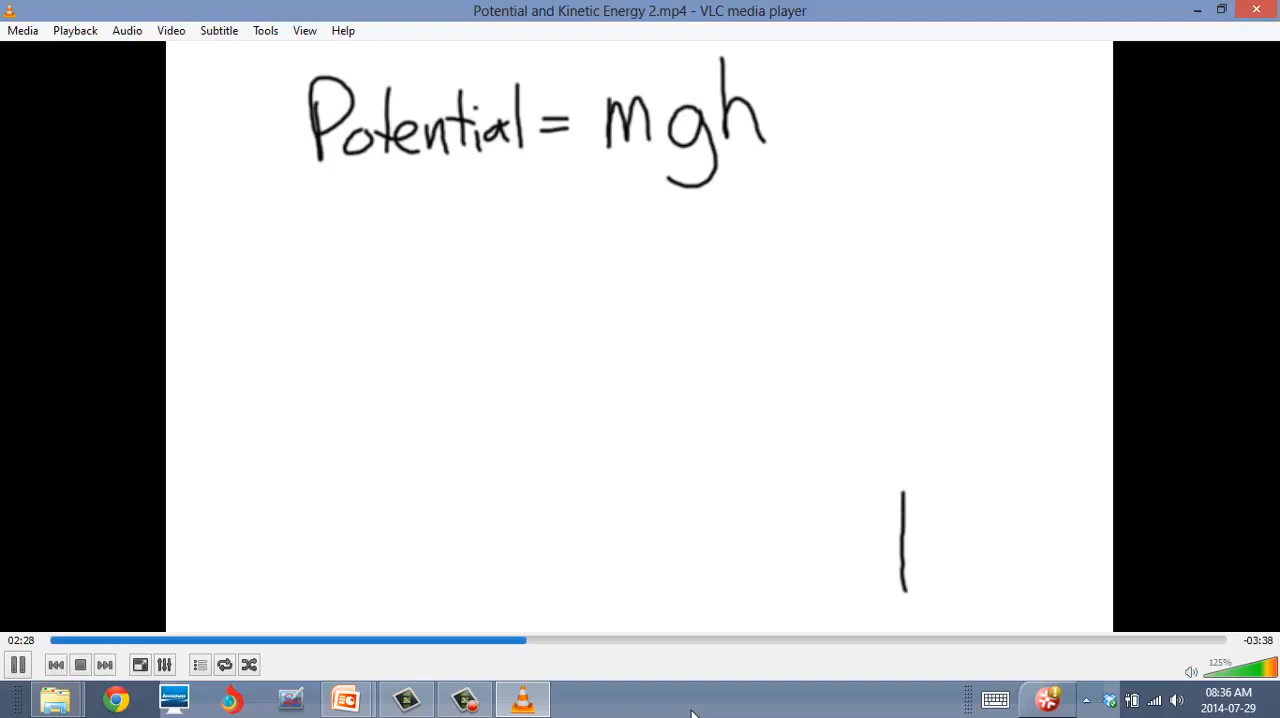 Potential and Kinetic Energy 2.mp4 - VLC media player
Media Playback Audio Video Subtitle Tools View Help
Potential = mgh
02:28 -03:38
125%
08:36 AM
2014-07-29